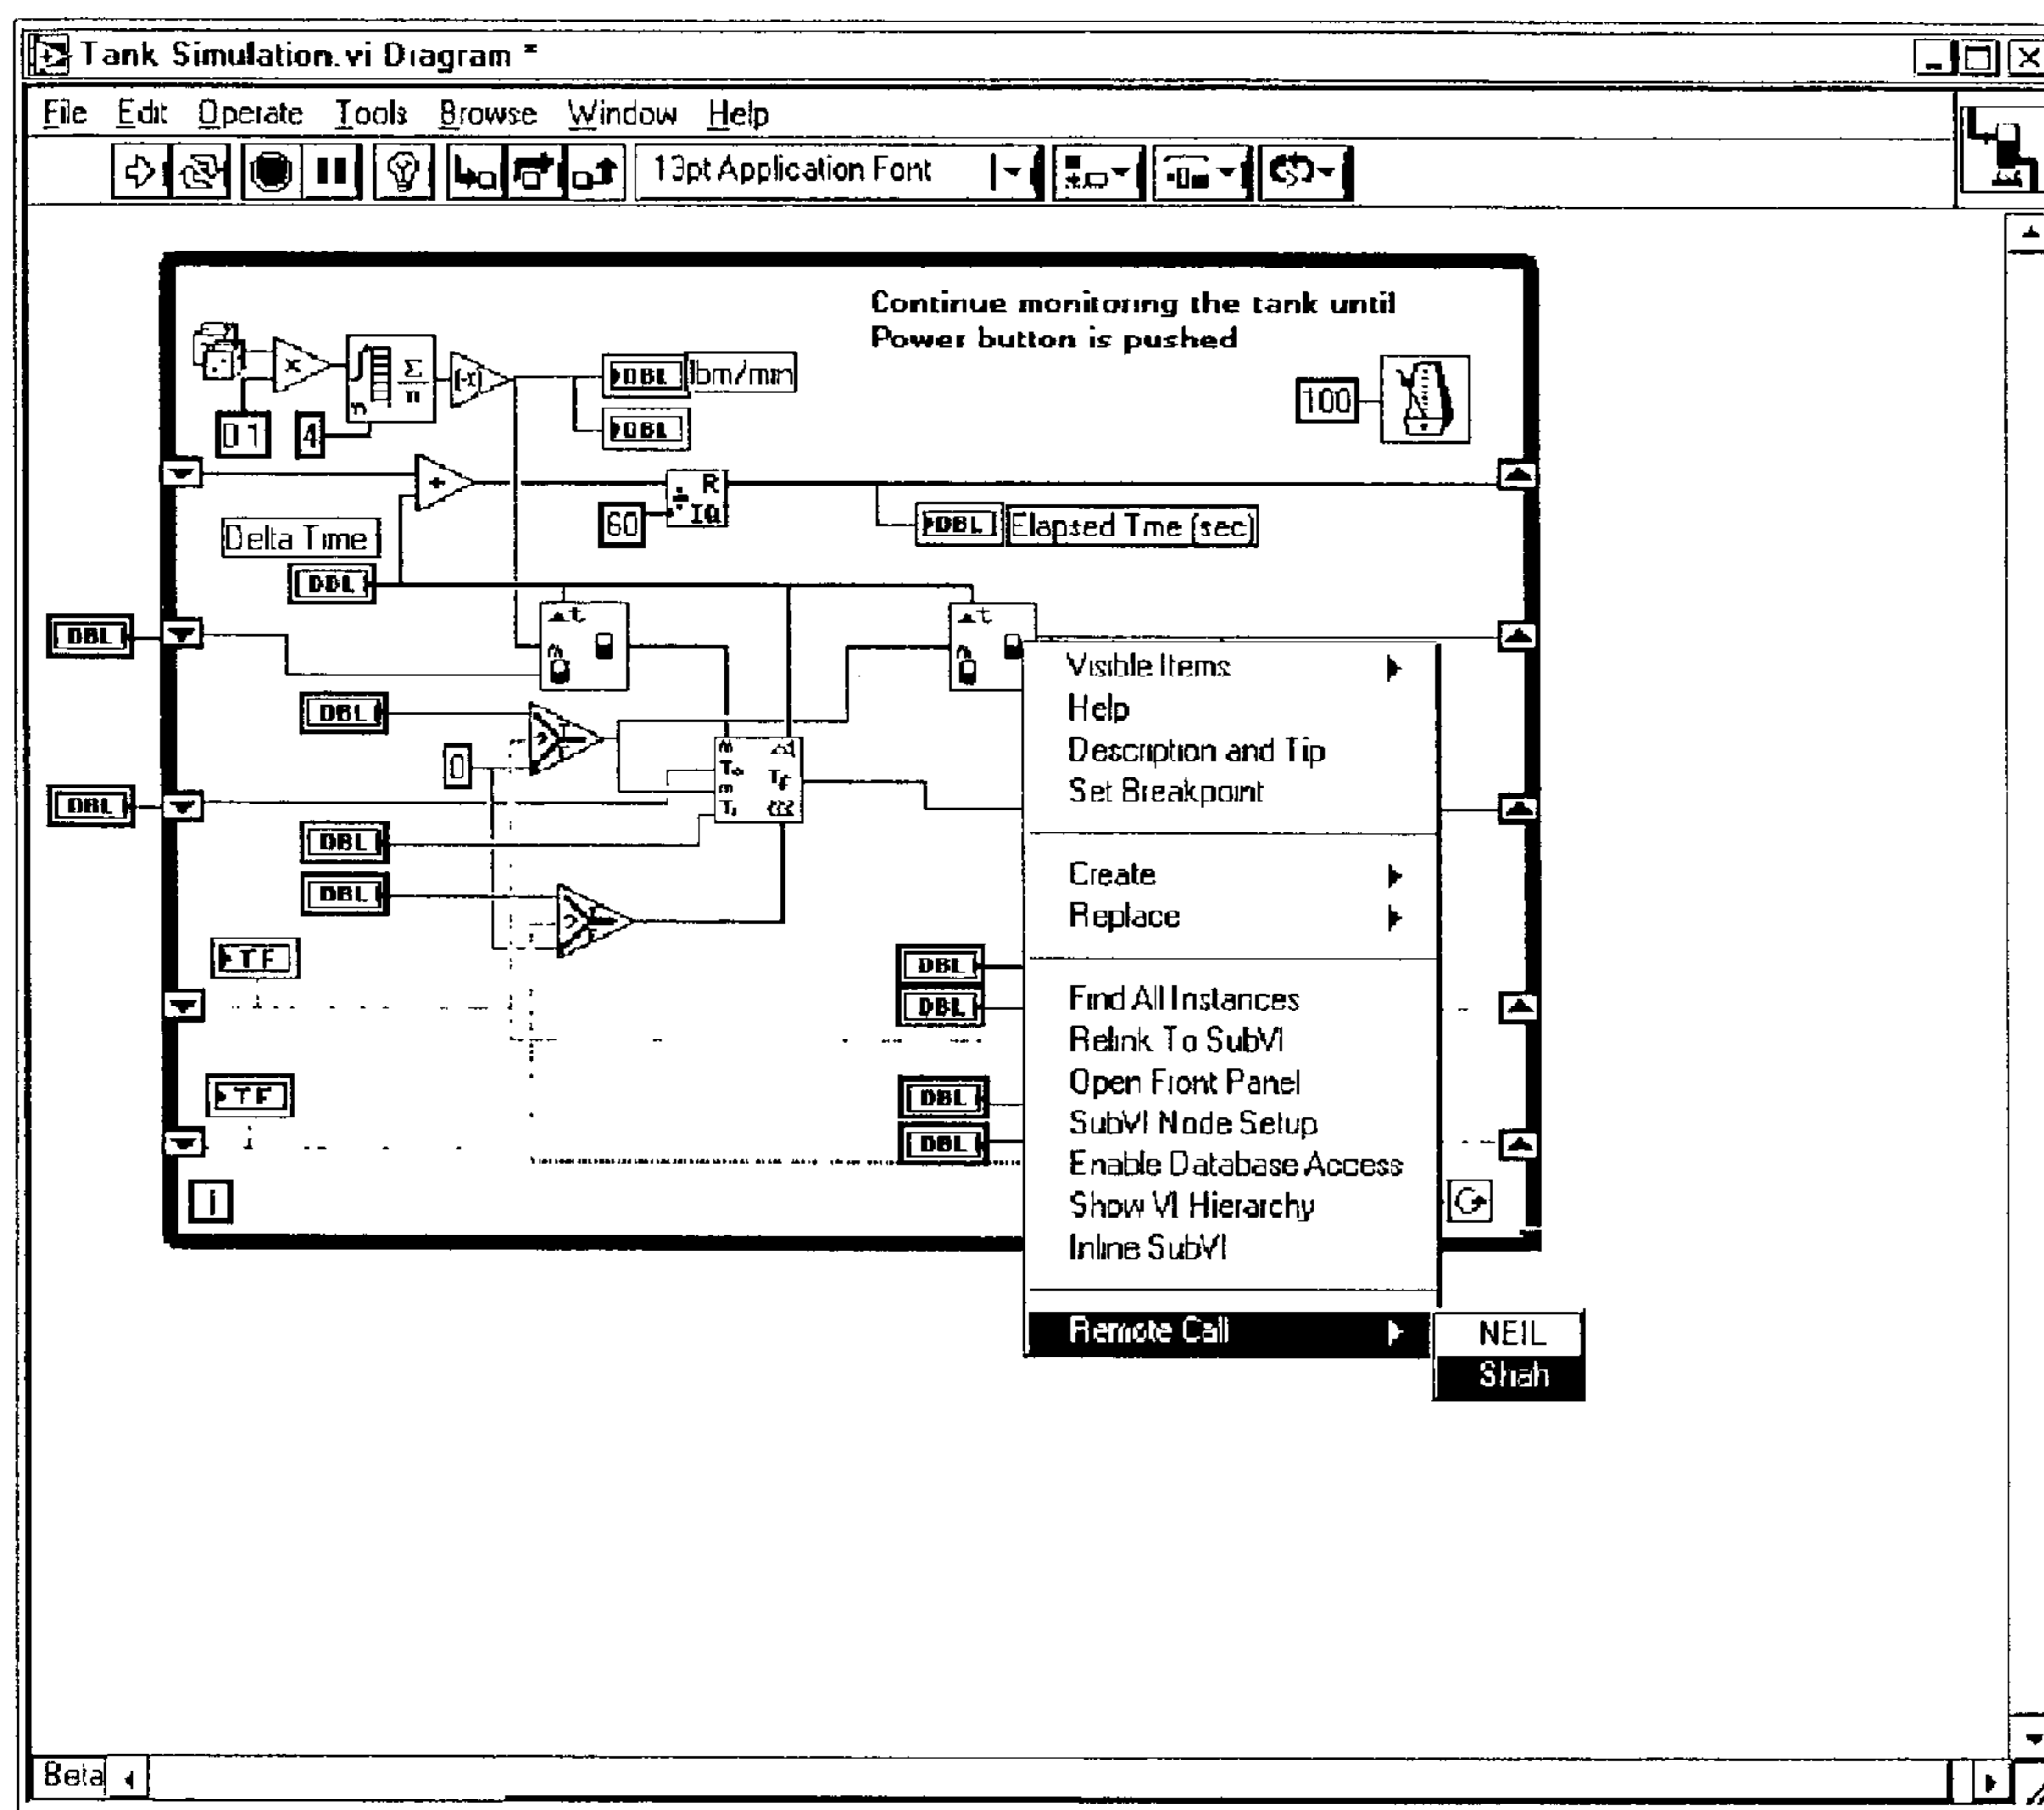 Tank Simulation.vi Diagram *
File Edit Operate Tools Browse Window Help
13pt Application Font
Continue monitoring the tank until
Power button is pushed
Σ
n
n
DBL lbm/min
DBL
100
0 1
4
+
R
IQ
60
DBL Elapsed Tme (sec)
Delta Time
DBL
DBL
t
t
DBL
0
DBL
DBL
DBL
TF
DBL
DBL
TF
DBL
DBL
i
Visible Items
Help
Description and Tip
Set Breakpoint
Create
Replace
Find All Instances
Relink To SubVI
Open Front Panel
SubVI Node Setup
Enable Database Access
Show VI Hierarchy
Inline SubVI
Remote Call
NEIL
Shah
Beta